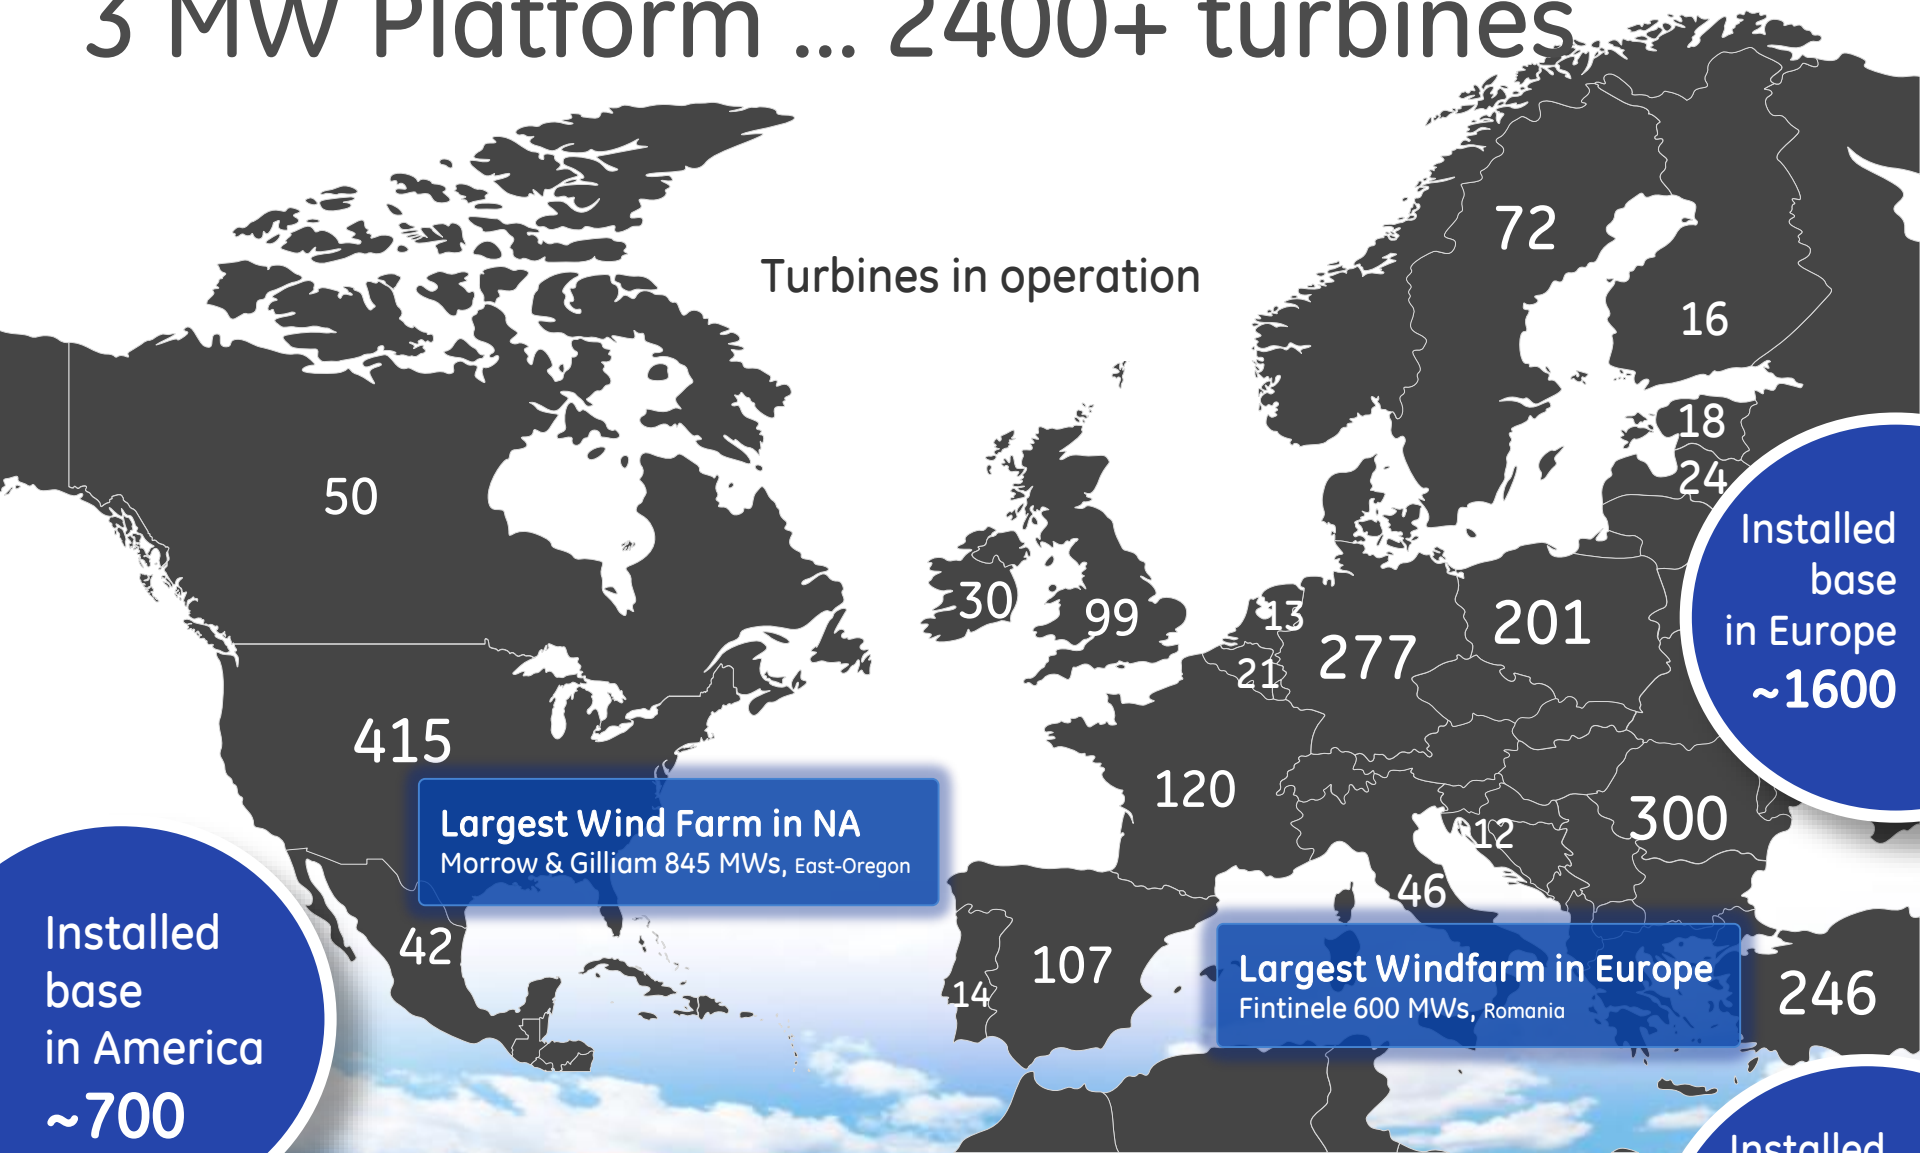 3 MW Platform ... 2400+ turbines
Turbines in operation
72
16
18
24
50
30
99
13
21
277
201
415
120
300
12
46
42
107
14
246
Installed
base
in Europe
~1600
Largest Wind Farm in NA
Morrow & Gilliam 845 MWs, East-Oregon
Largest Windfarm in Europe
Fintinele 600 MWs, Romania
Installed
base
in America
~700
Installed